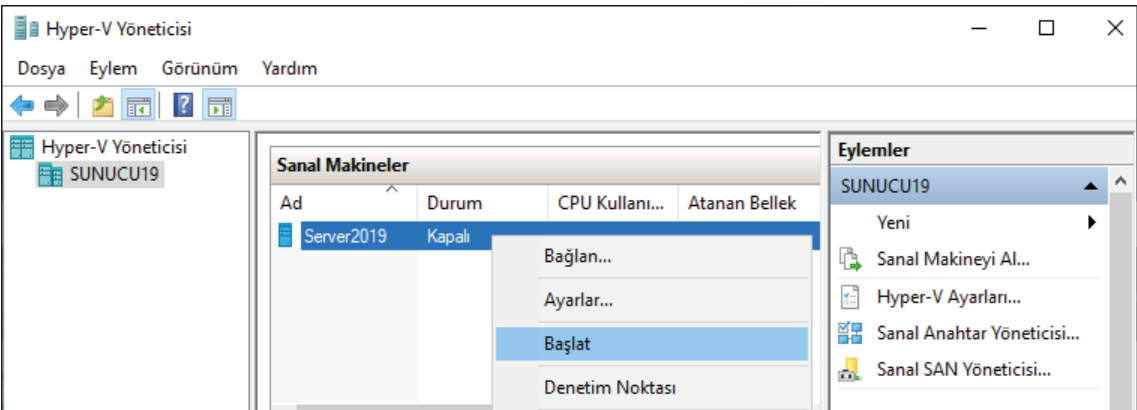 Hyper-V Yöneticisi
Dosya Eylem Görünüm Yardım
Hyper-V Yöneticisi
SUNUCU19
Sanal Makineler
Ad Durum CPU Kullanı... Atanan Bellek
Server2019 Kapalı
Bağlan...
Ayarlar...
Başlat
Denetim Noktası
Eylemler
SUNUCU19
Yeni
Sanal Makineyi Al...
Hyper-V Ayarları...
Sanal Anahtar Yöneticisi...
Sanal SAN Yöneticisi...